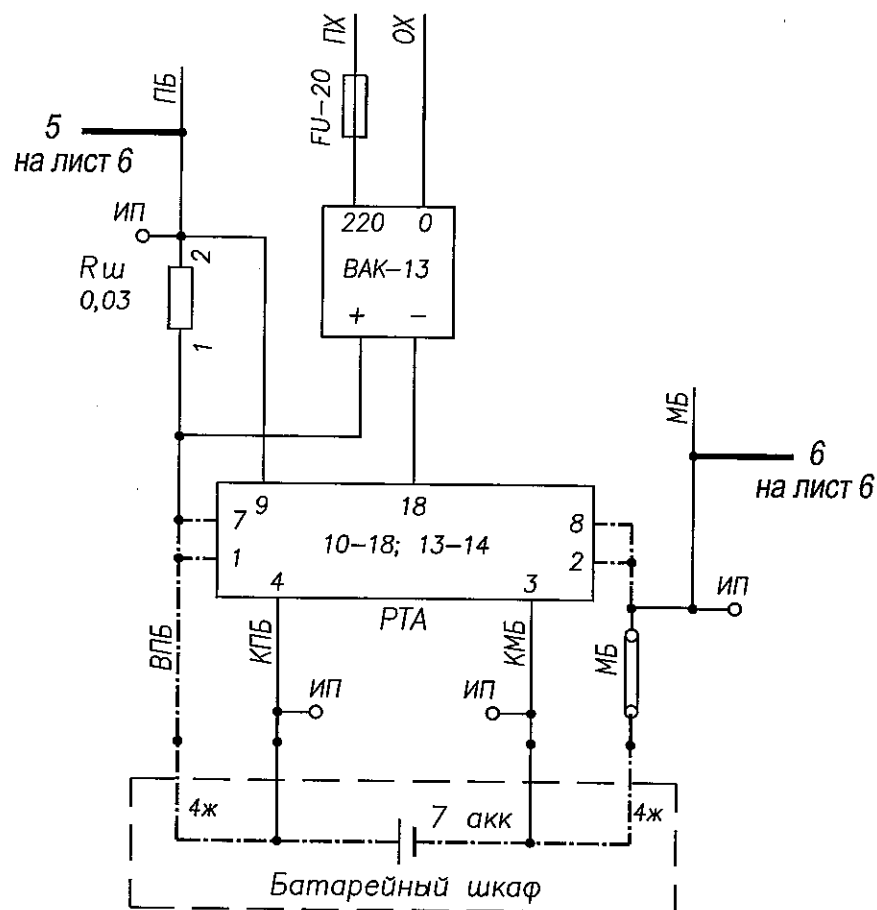 ПХ
ОХ
ПБ
FU-20
5
на лист 6
ИП
2
220 0
ВАК-13
Rш
0,03
+ −
1
МБ
6
на лист 6
9 18
7 8
10-18; 13-14
1 2
4 3
РТА
ИП
ВПБ
КПБ
КМБ
МБ
ИП
ИП
4ж
7 акк
4ж
Батарейный шкаф